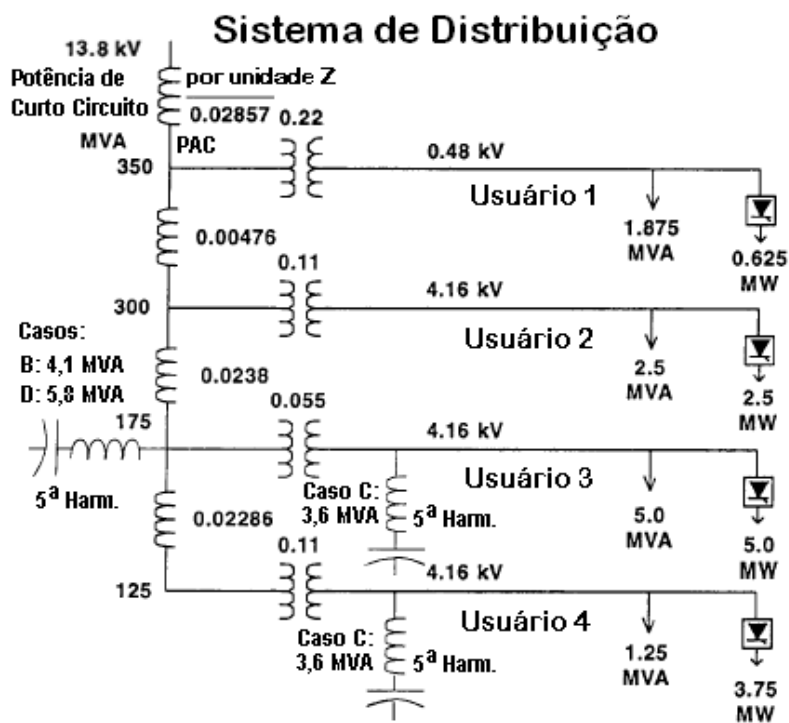 Sistema de Distribuição
13.8 kV
Potência de
Curto Circuito
MVA
por unidade Z
0.02857
0.22
PAC
350
0.48 kV
Usuário 1
1.875
MVA
0.625
MW
0.00476
0.11
300
4.16 kV
Usuário 2
2.5
MVA
2.5
MW
Casos:
B: 4,1 MVA
D: 5,8 MVA
0.0238
0.055
175
4.16 kV
5ª Harm.
Usuário 3
Caso C:
3,6 MVA
5ª Harm.
5.0
MVA
5.0
MW
0.02286
0.11
125
4.16 kV
Usuário 4
Caso C:
3,6 MVA
5ª Harm.
1.25
MVA
3.75
MW